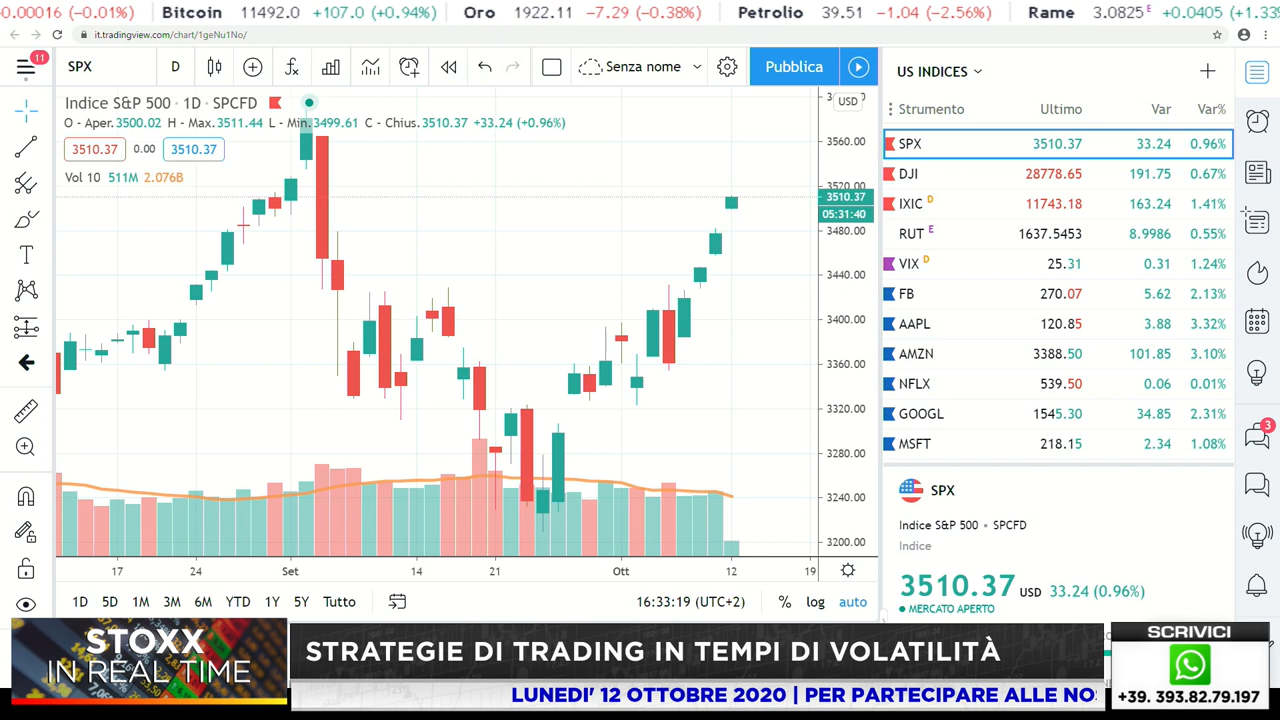 -0.00016 (−0.01%) Bitcoin 11492.0 +107.0 (+0.94%) Oro 1922.11 −7.29 (−0.38%) Petrolio 39.51 −1.04 (−2.56%) Rame 3.0825 E +0.0405 (+1.33%
it.tradingview.com/chart/1geNu1No/
11
SPX D Senza nome Pubblica
US INDICES
Indice S&P 500 · 1D · SPCFD
USD
O - Aper.3500.02 H - Max.3511.44 L - Min.3499.61 C - Chius.3510.37 +33.24 (+0.96%)
3510.37 0.00 3510.37
Vol 10 511M 2.076B
3560.00
3520.00
3510.37
05:31:40
3480.00
3440.00
3400.00
3360.00
3320.00
3280.00
3240.00
3200.00
17 24 Set 14 21 Ott 12 19
1D 5D 1M 3M 6M YTD 1Y 5Y Tutto
16:33:19 (UTC+2) % log auto
Strumento Ultimo Var Var%
SPX 3510.37 33.24 0.96%
DJI 28778.65 191.75 0.67%
IXIC D 11743.18 163.24 1.41%
RUT E 1637.5453 8.9986 0.55%
VIX D 25.31 0.31 1.24%
FB 270.07 5.62 2.13%
AAPL 120.85 3.88 3.32%
AMZN 3388.50 101.85 3.10%
NFLX 539.50 0.06 0.01%
GOOGL 1545.30 34.85 2.31%
MSFT 218.15 2.34 1.08%
3
SPX
Indice S&P 500 • SPCFD
Indice
3510.37 USD 33.24 (0.96%)
MERCATO APERTO
STOXX
IN REAL TIME
STRATEGIE DI TRADING IN TEMPI DI VOLATILITÀ
LUNEDI' 12 OTTOBRE 2020 | PER PARTECIPARE ALLE NO
SCRIVICI
+39. 393.82.79.197